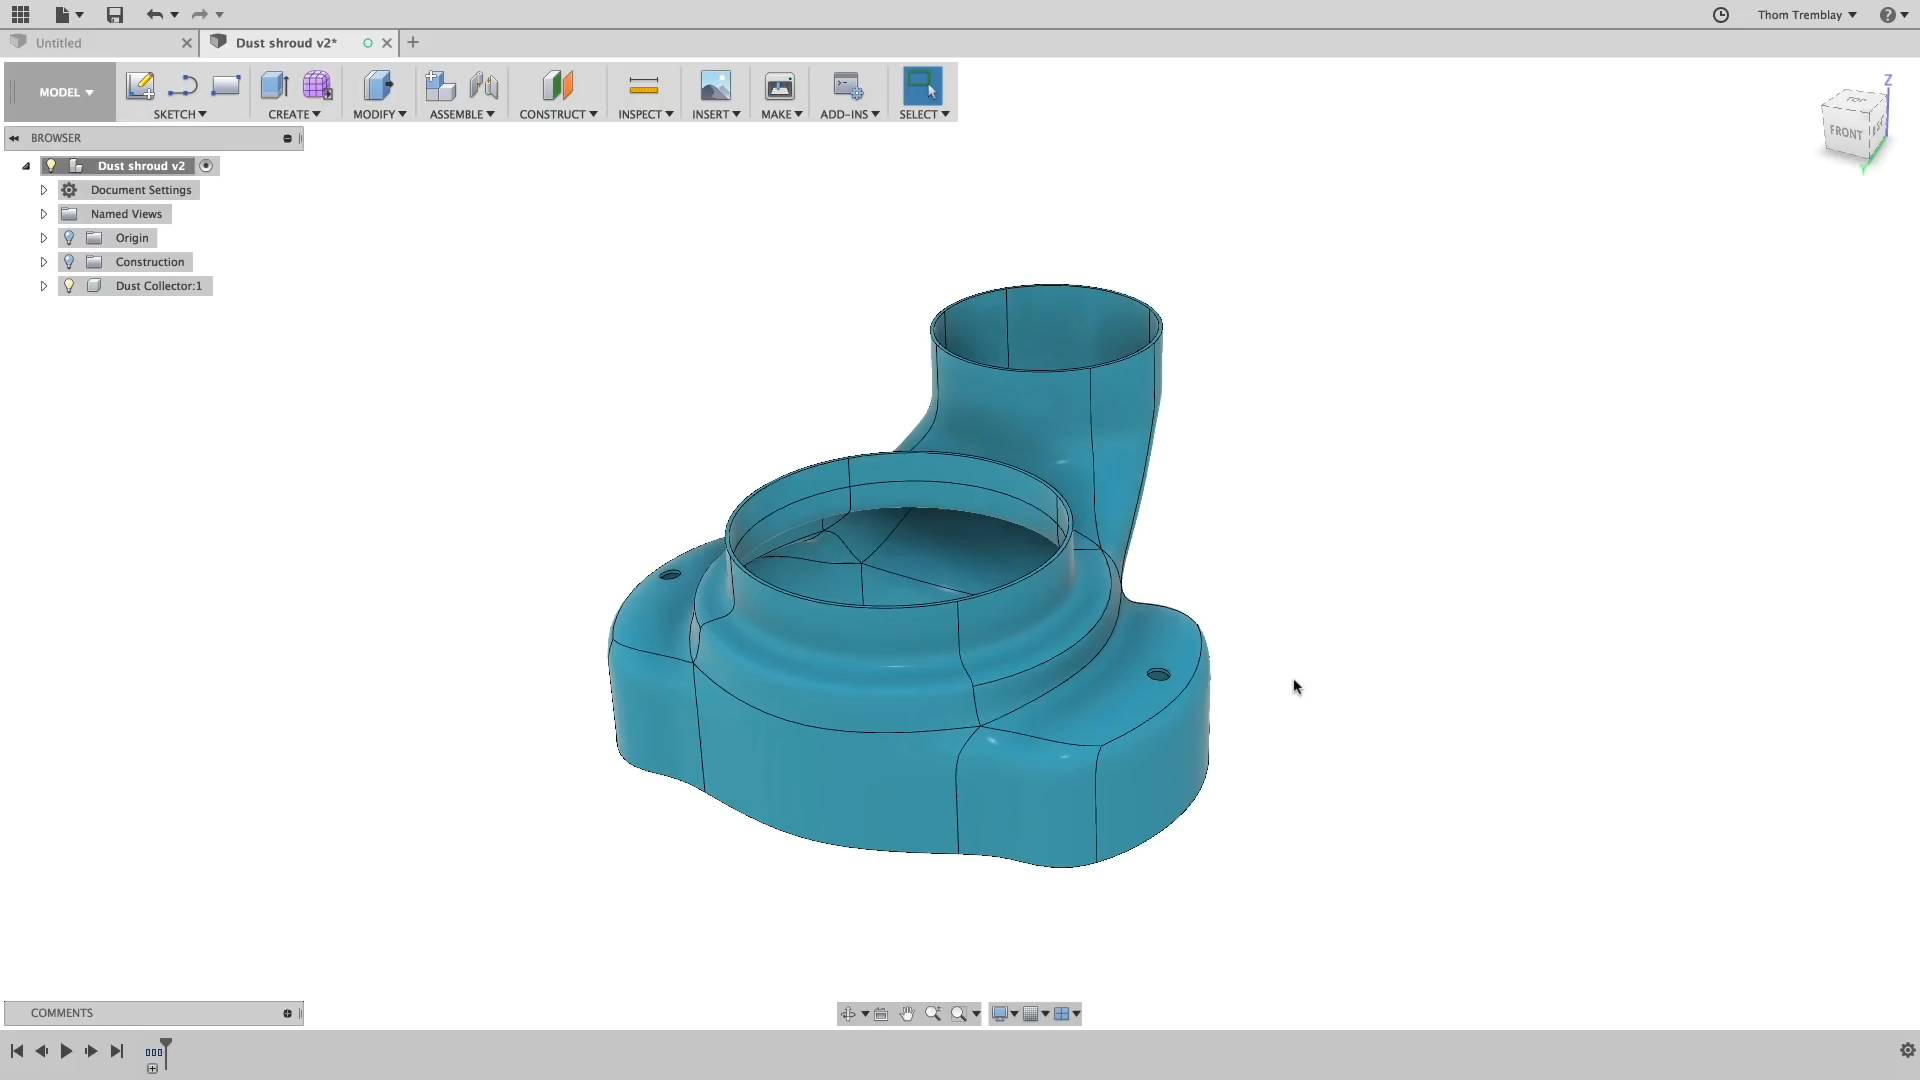 Thom Tremblay
Untitled
Dust shroud v2*
MODEL
SKETCH
CREATE
MODIFY
ASSEMBLE
CONSTRUCT
INSPECT
INSERT
MAKE
ADD-INS
SELECT
Z
TOP
FRONT
Y
BROWSER
Dust shroud v2
Document Settings
Named Views
Origin
Construction
Dust Collector:1
COMMENTS